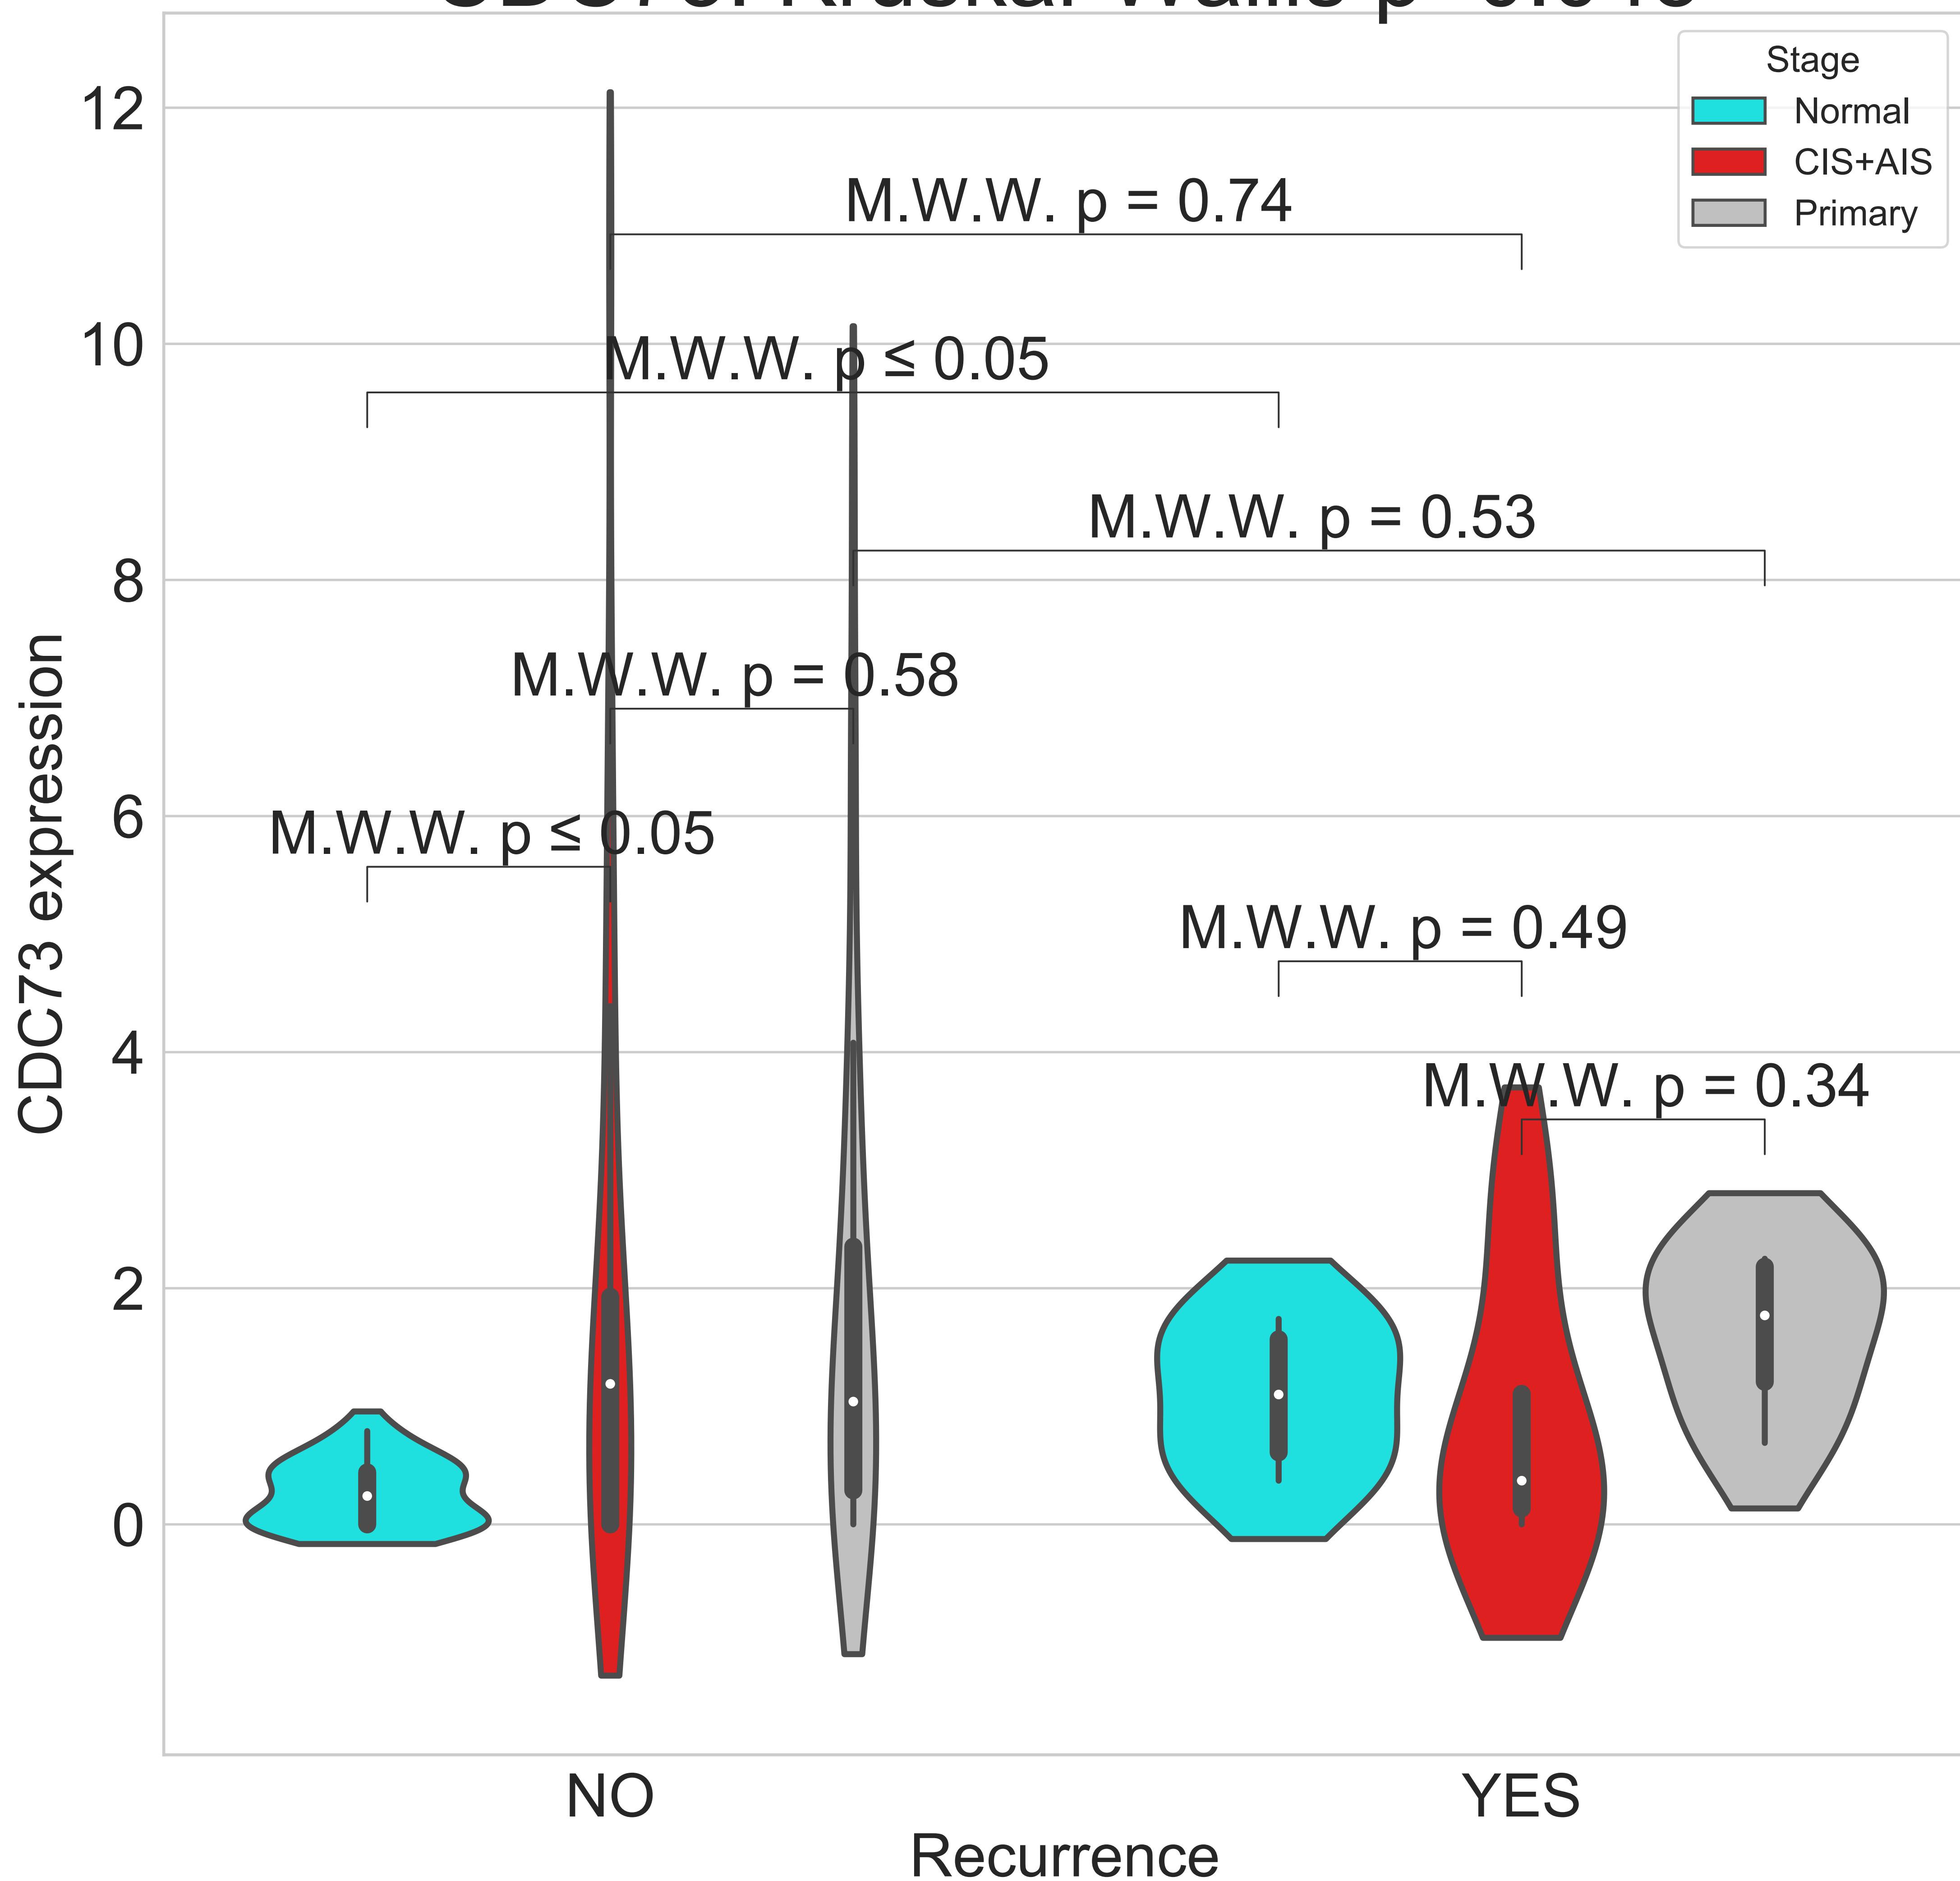 Stage
Normal
CIS+AIS
Primary
12
10
8
6
4
2
0
CDC73 expression
M.W.W. p = 0.74
M.W.W. p ≤ 0.05
M.W.W. p = 0.53
M.W.W. p = 0.58
M.W.W. p ≤ 0.05
M.W.W. p = 0.49
M.W.W. p = 0.34
NO
YES
Recurrence